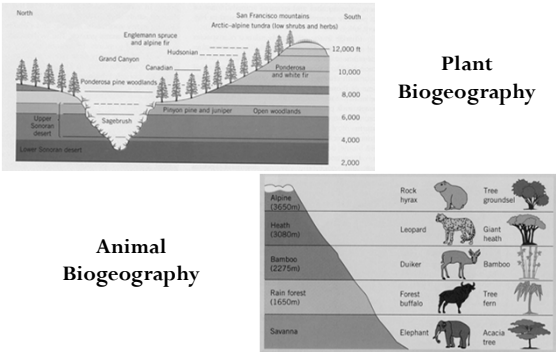 North
San Francisco mountains
South
Arctic-alpine tundra (low shrubs and herbs)
Englemann spruce
and alpine fir
Hudsonian
Grand Canyon
Canadian
Ponderosa pine woodlands
Ponderosa
and white fir
12,000 ft
10,000
8,000
6,000
4,000
2,000
Pinyon pine and juniper
Open woodlands
Upper
Sonoran
desert
Sagebrush
Lower Sonoran desert
Plant
Biogeography
Animal
Biogeography
Alpine
(3650m)
Rock
hyrax
Tree
groundsel
Heath
(3080m)
Leopard
Giant
heath
Bamboo
(2275m)
Duiker
Bamboo
Rain forest
(1650m)
Forest
buffalo
Tree
fern
Savanna
Elephant
Acacia
tree